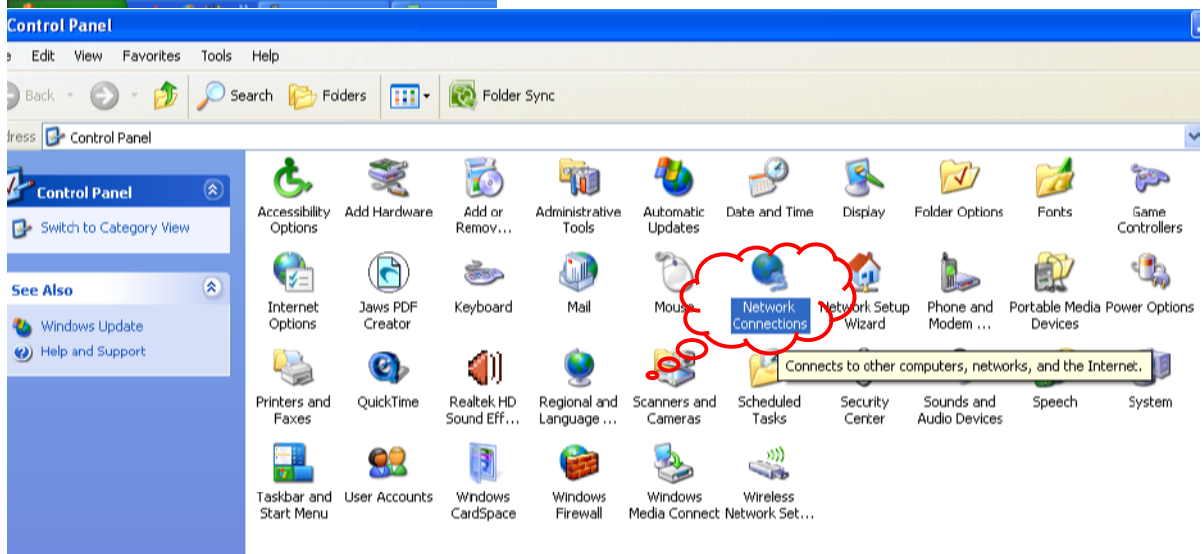 Control Panel
Edit View Favorites Tools Help
Back Search Folders Folder Sync
Control Panel
Control Panel
Switch to Category View
See Also
Windows Update
Help and Support
Accessibility Options
Add Hardware
Add or Remov...
Administrative Tools
Automatic Updates
Date and Time
Display
Folder Options
Fonts
Game Controllers
Internet Options
Jaws PDF Creator
Keyboard
Mail
Mouse
Network Connections
Network Setup Wizard
Phone and Modem ...
Portable Media Devices
Power Options
Connects to other computers, networks, and the Internet.
Printers and Faxes
QuickTime
Realtek HD Sound Eff...
Regional and Language ...
Scanners and Cameras
Scheduled Tasks
Security Center
Sounds and Audio Devices
Speech
System
Taskbar and Start Menu
User Accounts
Windows CardSpace
Windows Firewall
Windows Media Connect
Wireless Network Set...